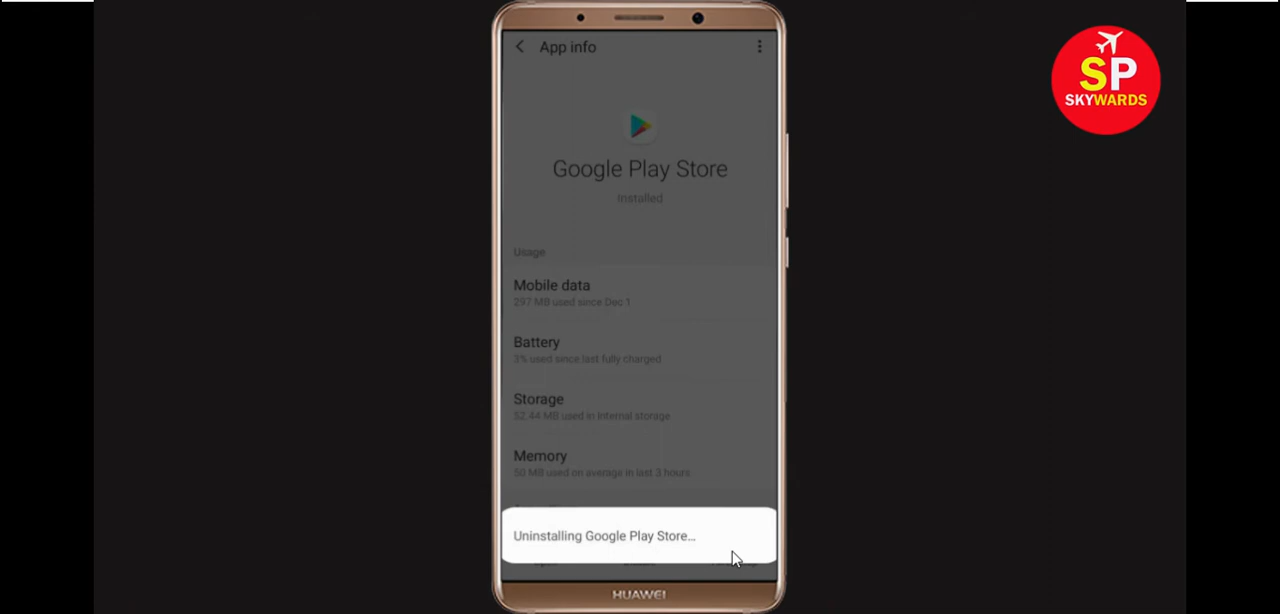 App info
SP
SKYWARDS
Google Play Store
Installed
Usage
Mobile data
297 MB used since Dec 1
Battery
3% used since last fully charged
Storage
52.44 MB used in internal storage
Memory
50 MB used on average in last 3 hours
Uninstalling Google Play Store...
HUAWEI